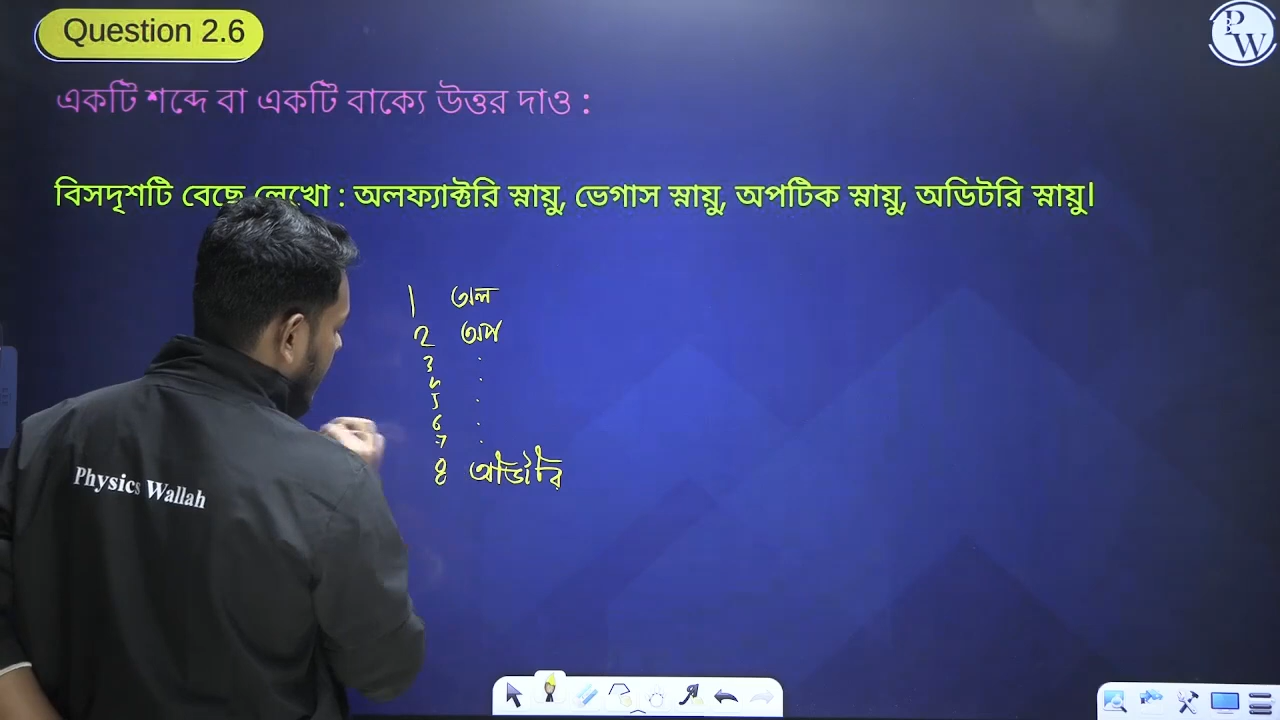 Question 2.6
PW
একটি শব্দে বা একটি বাক্যে উত্তর দাও :
বিসদৃশটি বেছে লেখো : অলফ্যাক্টরি স্নায়ু, ভেগাস স্নায়ু, অপটিক স্নায়ু, অডিটরি স্নায়ু।
1 অল
2 অপ
3
4
5
6
7
8 অডিটরি
Physics Wallah